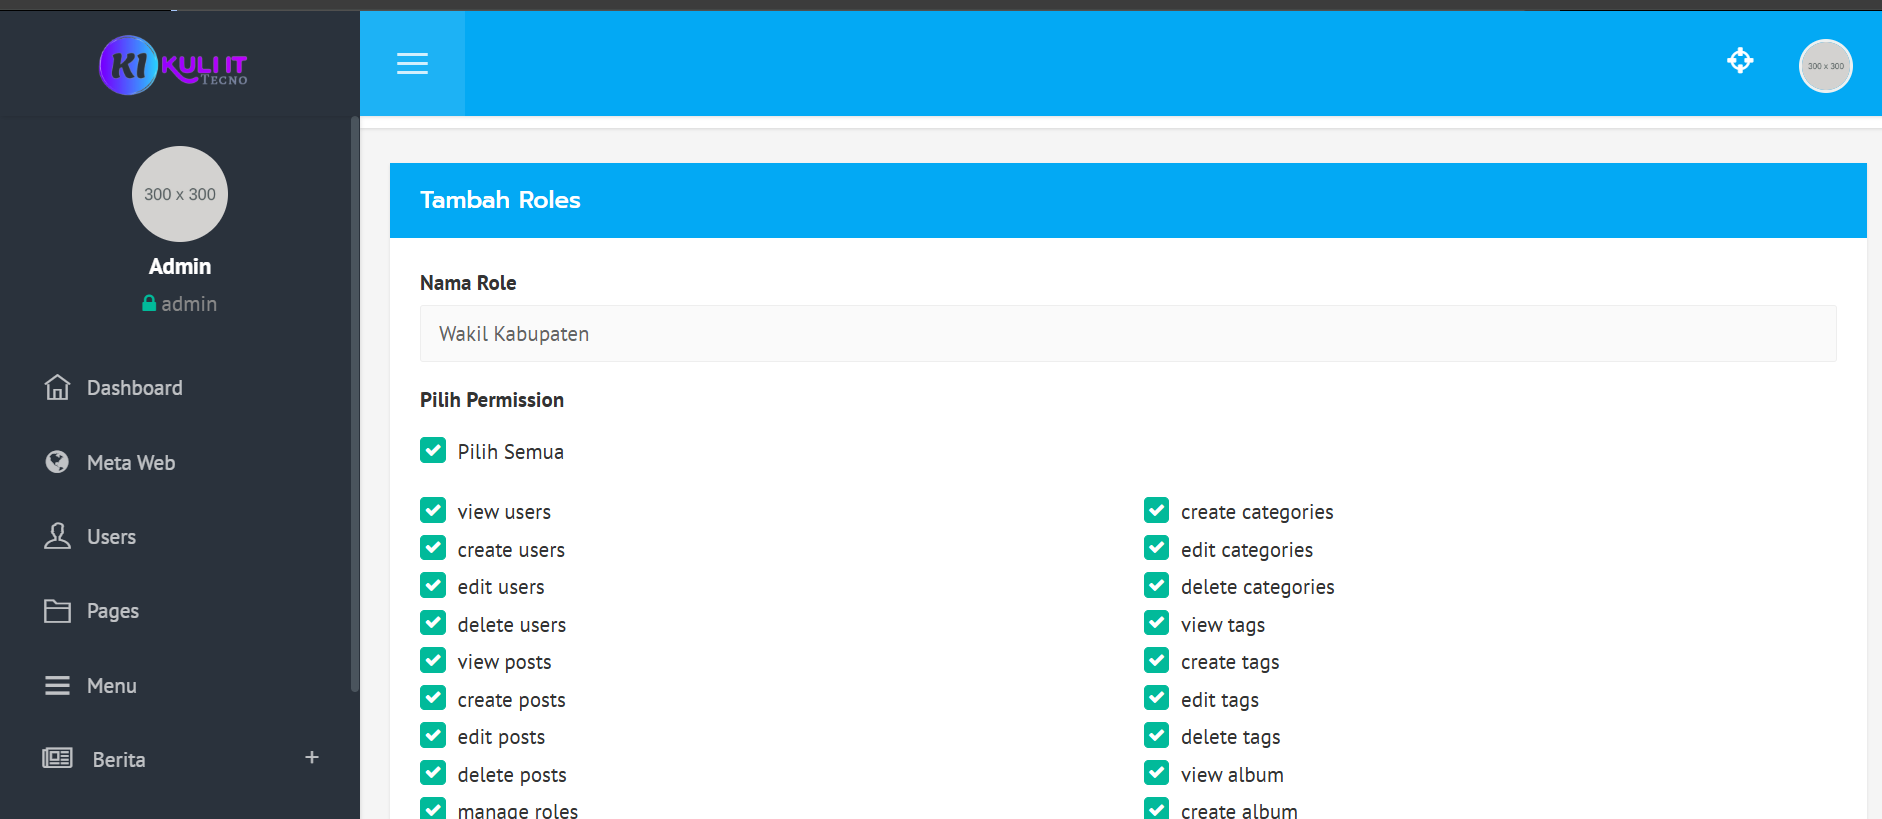 KI KULI IT
TECNO
300 x 300
300 x 300
Admin
admin
Dashboard
Meta Web
Users
Pages
Menu
Berita +
Tambah Roles
Nama Role
Wakil Kabupaten
Pilih Permission
Pilih Semua
view users
create users
edit users
delete users
view posts
create posts
edit posts
delete posts
manage roles
create categories
edit categories
delete categories
view tags
create tags
edit tags
delete tags
view album
create album